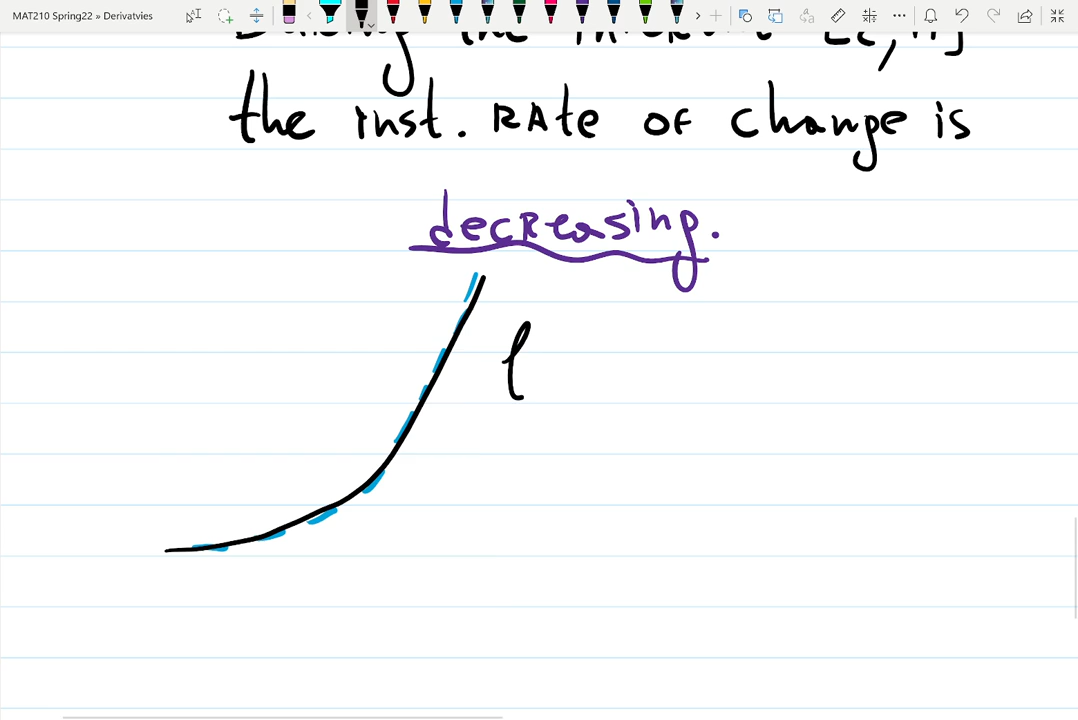 MAT210 Spring22 » Derivatvies
the inst. RAte OF change is
decReasing.